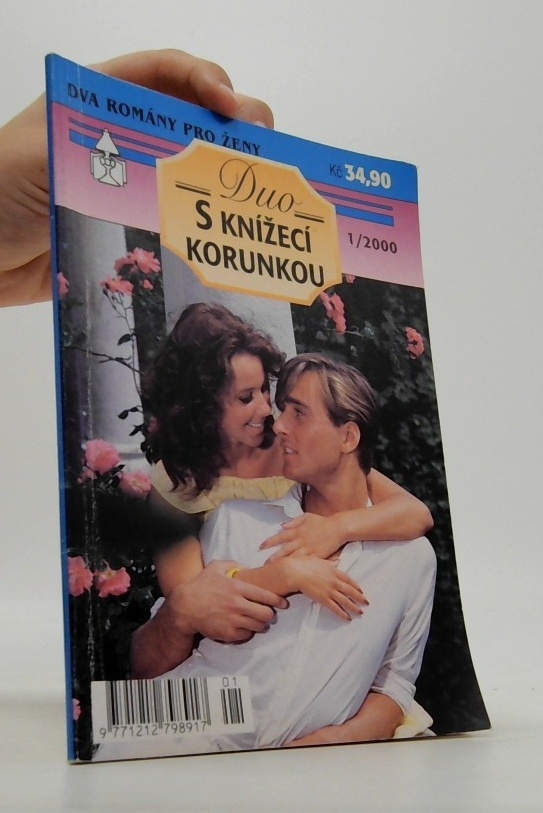 DVA ROMÁNY PRO ŽENY
Kč 34,90
Duo
S KNÍŽECÍ
KORUNKOU
1/2000
01
9 771212 798917